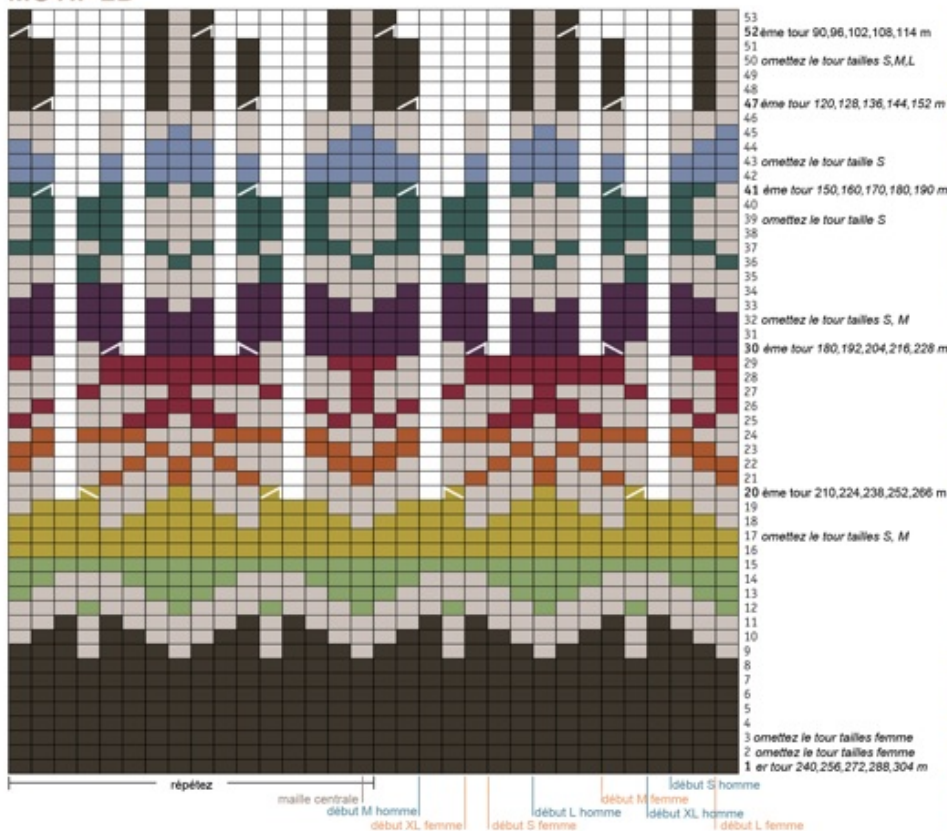 53
52 ème tour 90,96,102,108,114 m
51
50 omettez le tour tailles S,M,L
49
48
47 ème tour 120,128,136,144,152 m
46
45
44
43 omettez le tour taille S
42
41 ème tour 150,160,170,180,190 m
40
39 omettez le tour taille S
38
37
36
35
34
33
32 omettez le tour tailles S, M
31
30 ème tour 180,192,204,216,228 m
29
28
27
26
25
24
23
22
21
20 ème tour 210,224,238,252,266 m
19
18
17 omettez le tour tailles S, M
16
15
14
13
12
11
10
9
8
7
6
5
4
3 omettez le tour tailles femme
2 omettez le tour tailles femme
1 er tour 240,256,272,288,304 m
répétez
début S homme
maille centrale
début M femme
début M homme
début L homme
début XL homme
début XL femme
début S femme
début L femme